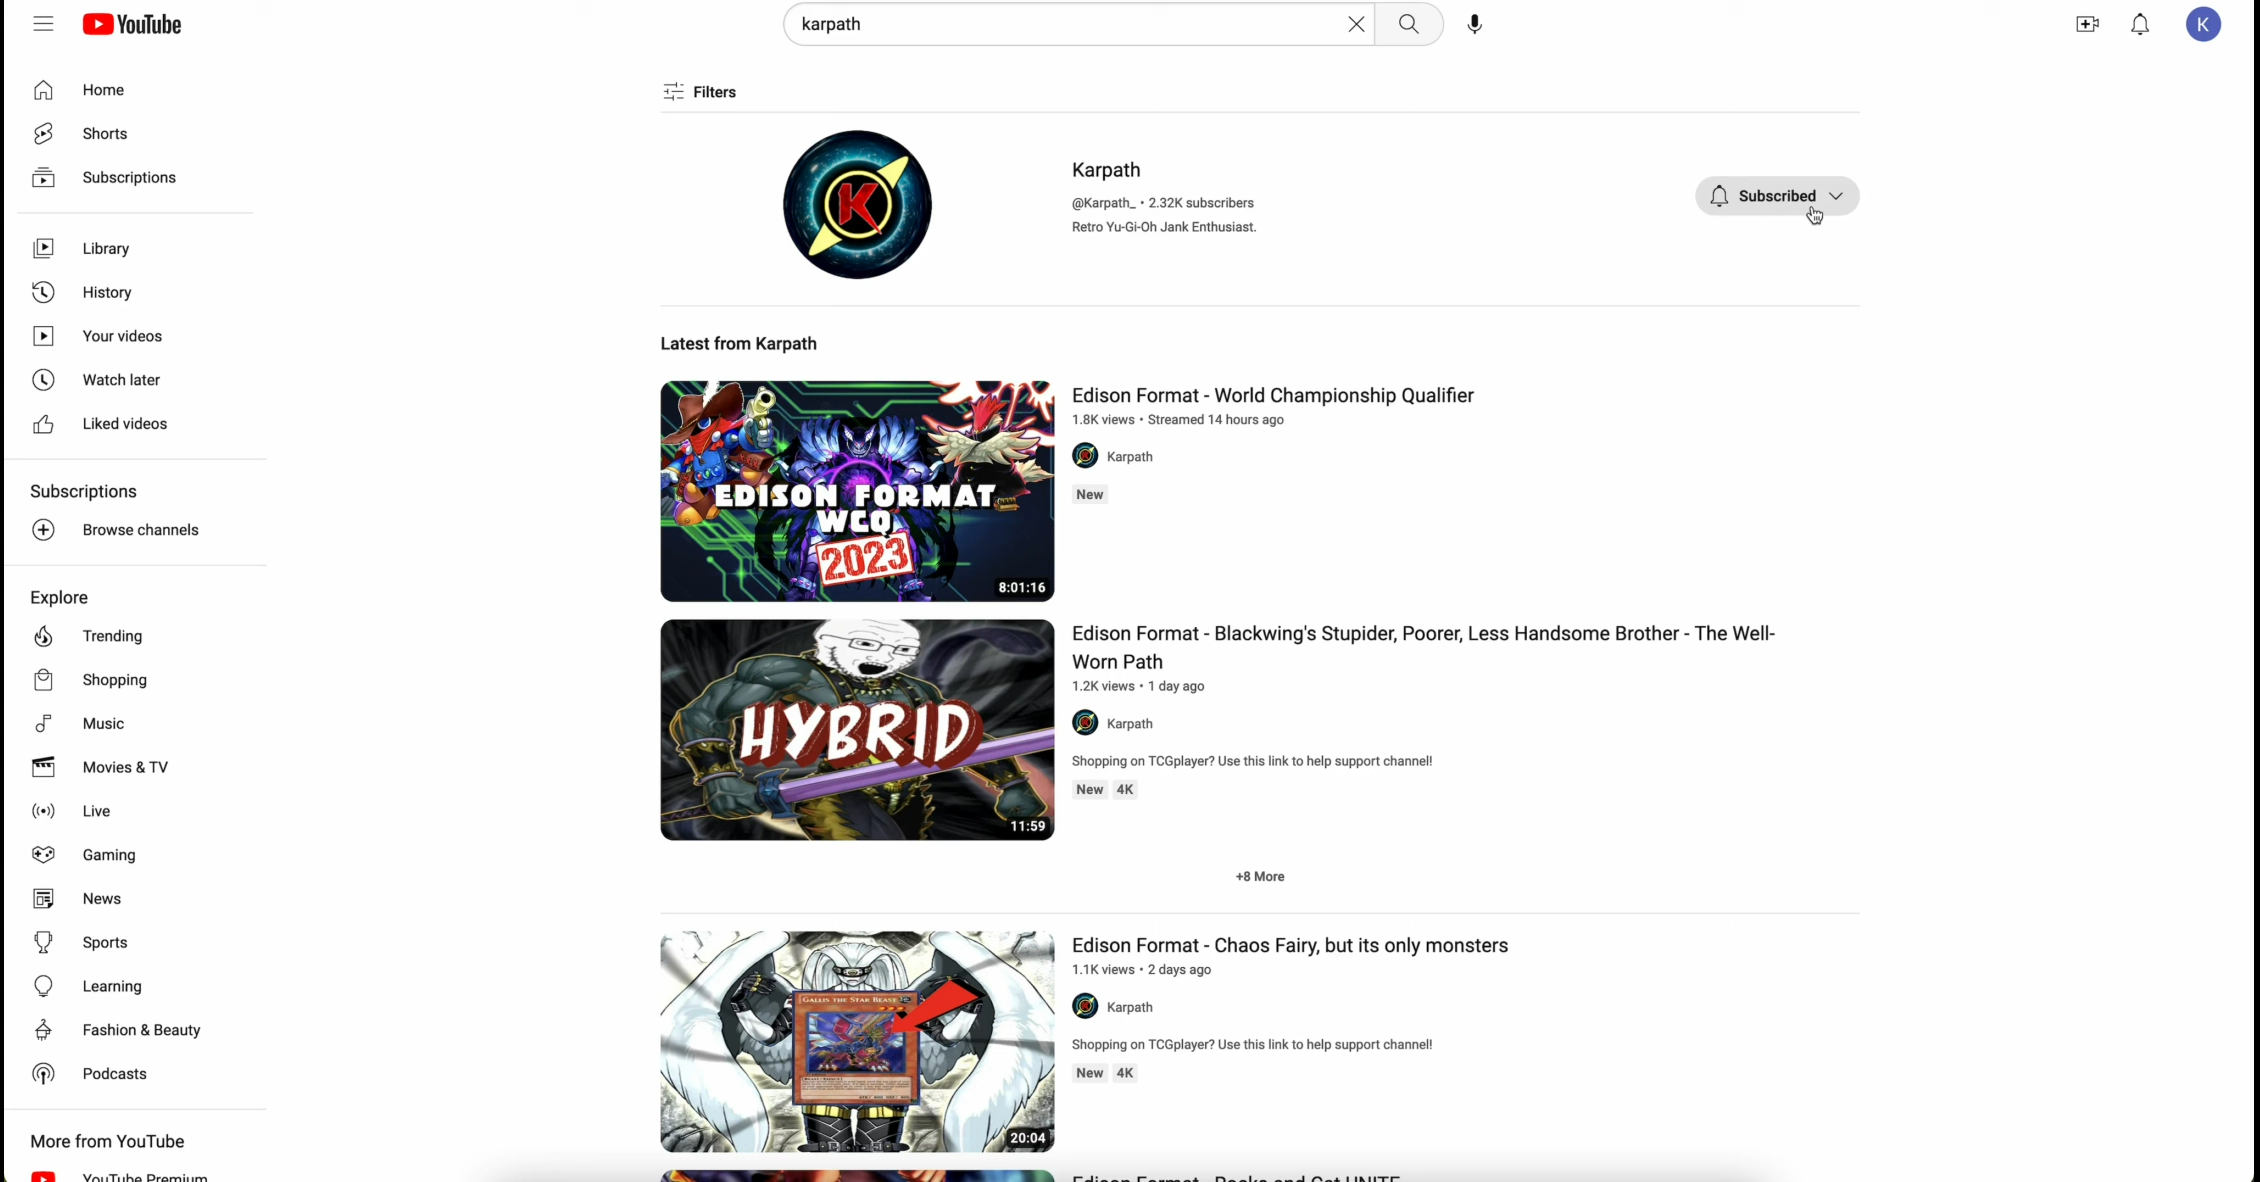 YouTube
karpath
K
Home
Shorts
Subscriptions
Library
History
Your videos
Watch later
Liked videos
Subscriptions
Browse channels
Explore
Trending
Shopping
Music
Movies & TV
Live
Gaming
News
Sports
Learning
Fashion & Beauty
Podcasts
More from YouTube
YouTube Premium
Filters
K
Karpath
@Karpath_ • 2.32K subscribers
Retro Yu-Gi-Oh Jank Enthusiast.
Subscribed
Latest from Karpath
EDISON FORMAT
WCQ
2023
8:01:16
Edison Format - World Championship Qualifier
1.8K views • Streamed 14 hours ago
Karpath
New
HYBRID
11:59
Edison Format - Blackwing's Stupider, Poorer, Less Handsome Brother - The Well-
Worn Path
1.2K views • 1 day ago
Karpath
Shopping on TCGplayer? Use this link to help support channel!
New 4K
+8 More
GALLIS THE STAR BEAST
20:04
Edison Format - Chaos Fairy, but its only monsters
1.1K views • 2 days ago
Karpath
Shopping on TCGplayer? Use this link to help support channel!
New 4K